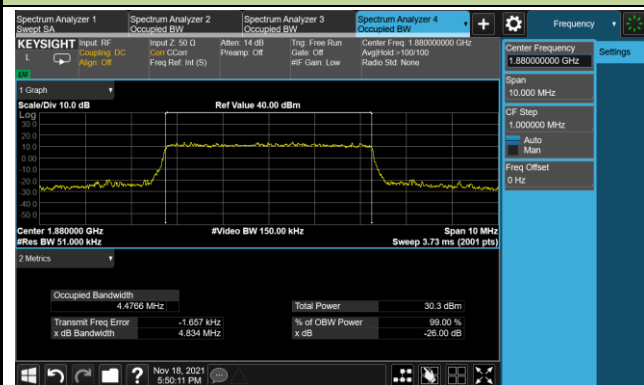 Spectrum Analyzer 1
Swept SA
Spectrum Analyzer 2
Occupied BW
Spectrum Analyzer 3
Occupied BW
Spectrum Analyzer 4
Occupied BW
Frequency
KEYSIGHT
L
Input: RF
Coupling: DC
Align: Off
Input Z: 50 Ω
Corr CCorr
Freq Ref: Int (S)
Atten: 14 dB
Preamp: Off
Trig: Free Run
Gate: Off
#IF Gain: Low
Center Freq: 1.880000000 GHz
Avg|Hold:>100/100
Radio Std: None
Center Frequency
1.880000000 GHz
Settings
Span
10.000 MHz
CF Step
1.000000 MHz
Auto
Man
Freq Offset
0 Hz
1 Graph
Scale/Div 10.0 dB
Ref Value 40.00 dBm
Log
30.0
20.0
10.0
0.00
-10.0
-20.0
-30.0
-40.0
-50.0
Center 1.880000 GHz
#Video BW 150.00 kHz
Span 10 MHz
#Res BW 51.000 kHz
Sweep 3.73 ms (2001 pts)
2 Metrics
Occupied Bandwidth
4.4766 MHz
Total Power 30.3 dBm
Transmit Freq Error -1.657 kHz
% of OBW Power 99.00 %
x dB Bandwidth 4.834 MHz
x dB -26.00 dB
?
Nov 18, 2021
5:50:11 PM